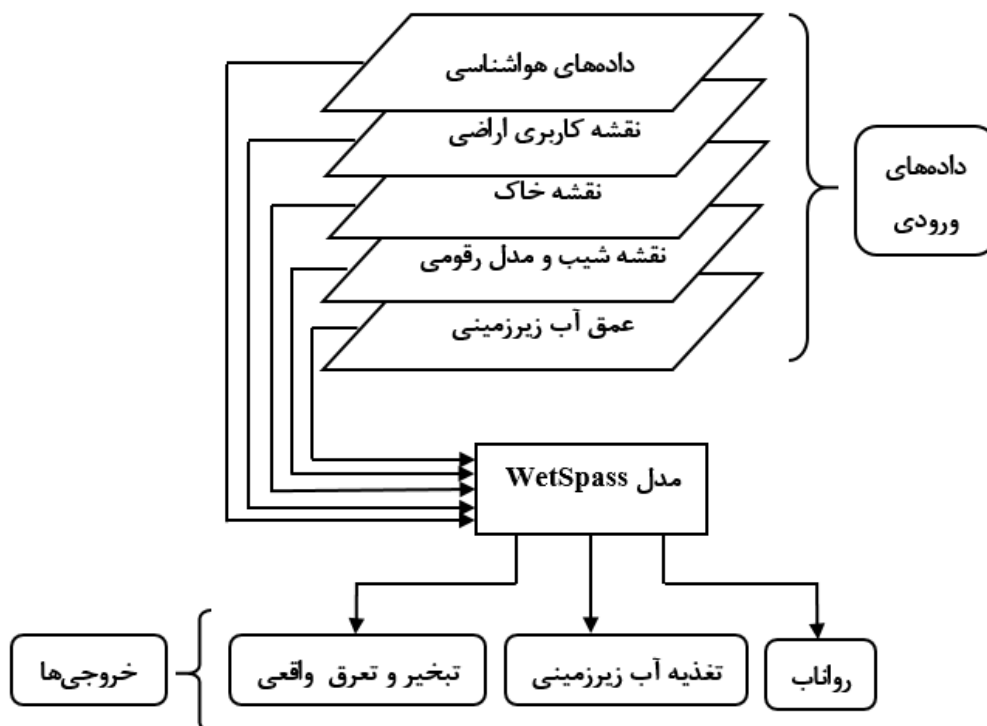 داده‌های هواشناسی
نقشه کاربری اراضی
نقشه خاک
نقشه شیب و مدل رقومی
عمق آب زیرزمینی
داده‌های
ورودی
مدل WetSpass
رواناب
تغذیه آب زیرزمینی
تبخیر و تعرق واقعی
خروجی‌ها